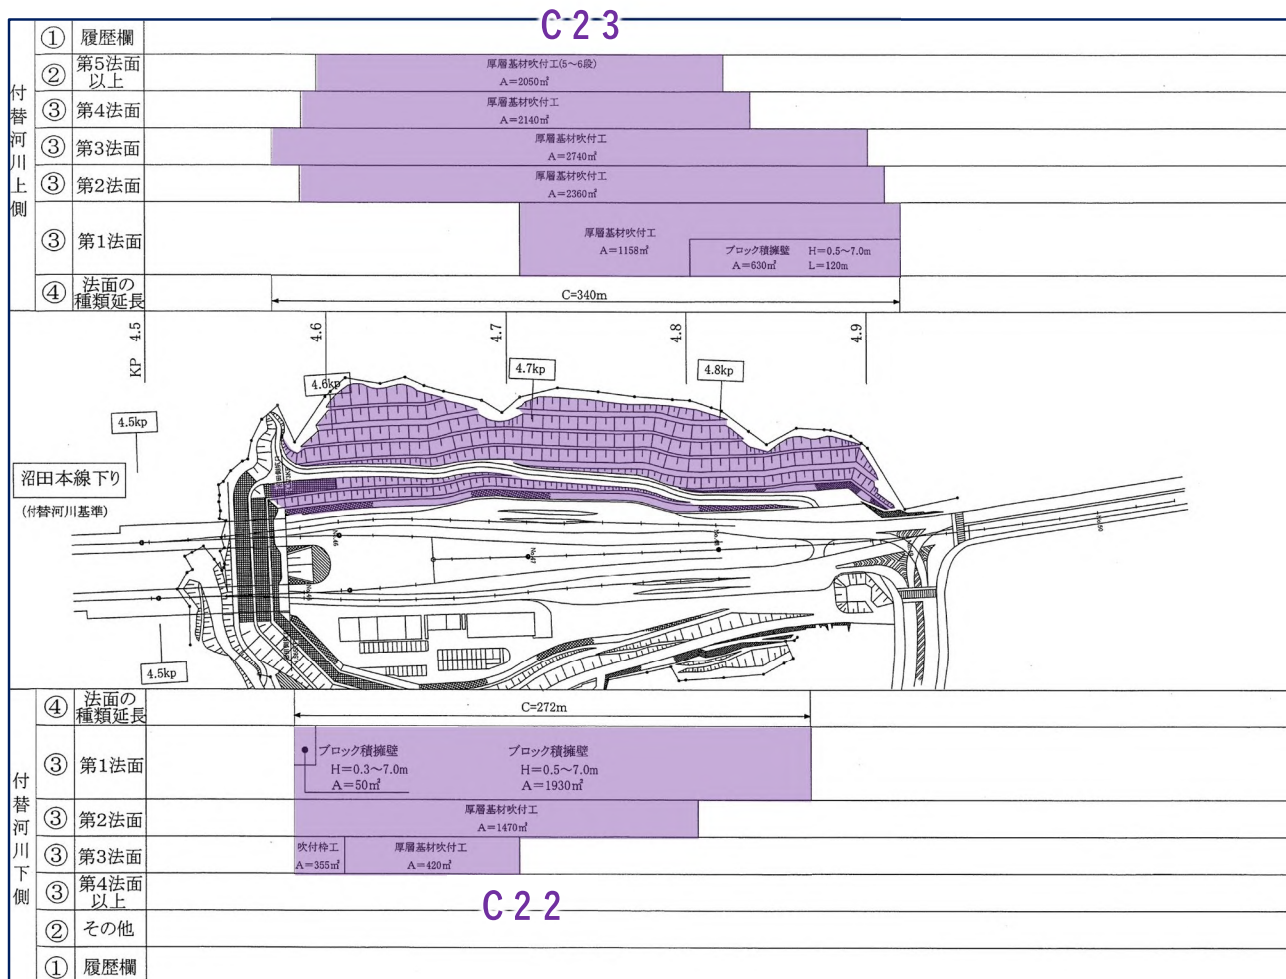 C23
付替河川上側
① 履歴欄
② 第5法面以上
厚層基材吹付工(5～6段)
A＝2050㎡
③ 第4法面
厚層基材吹付工
A＝2140㎡
③ 第3法面
厚層基材吹付工
A＝2740㎡
③ 第2法面
厚層基材吹付工
A＝2360㎡
③ 第1法面
厚層基材吹付工
A＝1158㎡
ブロック積擁壁 H＝0.5～7.0m
A＝630㎡ L＝120m
④ 法面の種類延長
C=340m
KP 4.5 4.6 4.7 4.8 4.9
4.6kp
4.7kp
4.8kp
4.5kp
沼田本線下り
(付替河川基準)
No.46
No.47
No.48
No.50
4.5kp
④ 法面の種類延長
C=272m
付替河川下側
③ 第1法面
ブロック積擁壁
H＝0.3～7.0m
A＝50㎡
ブロック積擁壁
H＝0.5～7.0m
A＝1930㎡
③ 第2法面
厚層基材吹付工
A＝1470㎡
③ 第3法面
吹付枠工
A＝355㎡
厚層基材吹付工
A＝420㎡
③ 第4法面以上
C22
② その他
① 履歴欄